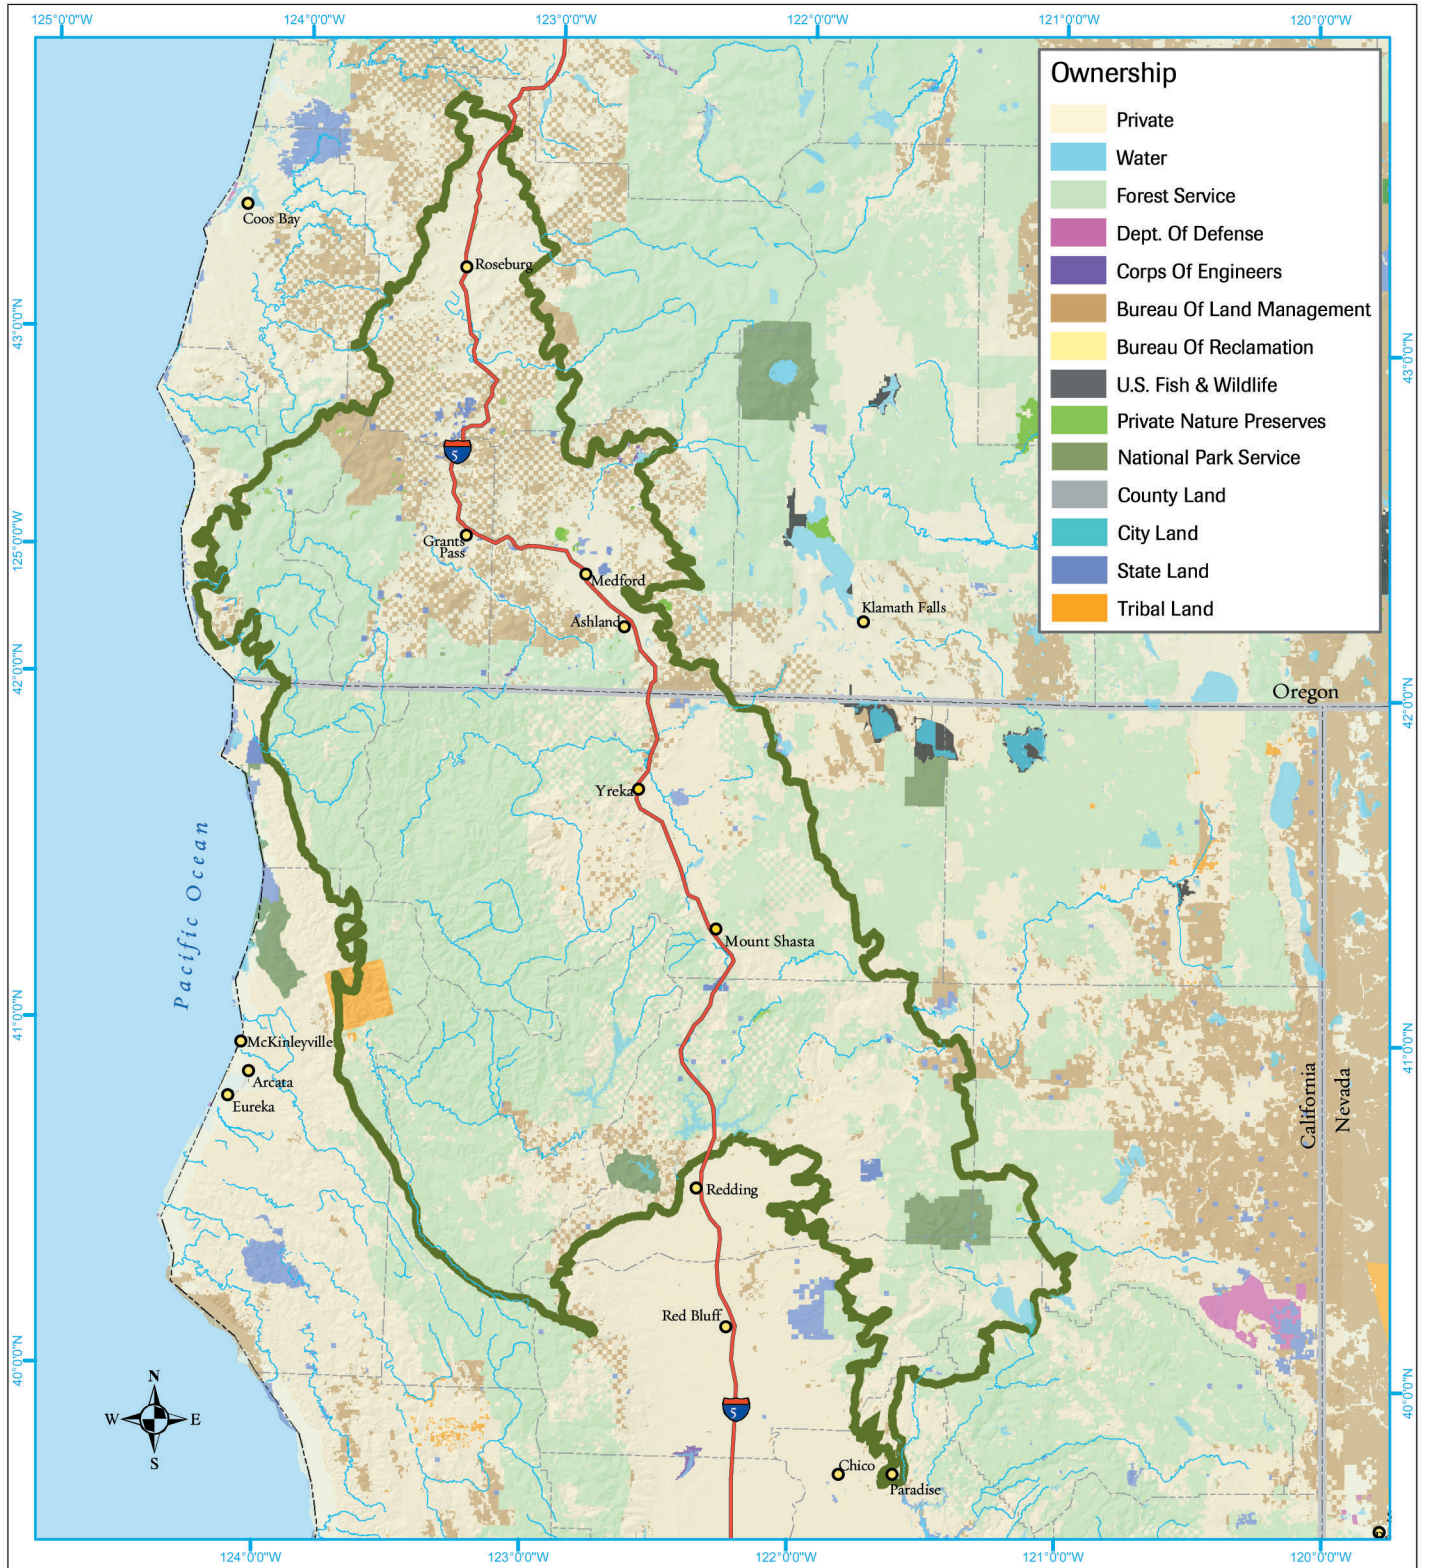 125°0'0"W
124°0'0"W
123°0'0"W
122°0'0"W
121°0'0"W
120°0'0"W
Ownership
Private
Water
Forest Service
Dept. Of Defense
Corps Of Engineers
Bureau Of Land Management
Bureau Of Reclamation
U.S. Fish & Wildlife
Private Nature Preserves
National Park Service
County Land
City Land
State Land
Tribal Land
Coos Bay
Roseburg
43°0'0"N
43°0'0"N
5
125°0'0"W
Grants
Pass
Medford
Ashland
Klamath Falls
42°0'0"N
42°0'0"N
Oregon
Yreka
Pacific Ocean
Mount Shasta
41°0'0"N
41°0'0"N
McKinleyville
Arcata
Eureka
California
Nevada
Redding
Red Bluff
40°0'0"N
40°0'0"N
N
W
E
S
5
Chico
Paradise
124°0'0"W
123°0'0"W
122°0'0"W
121°0'0"W
120°0'0"W